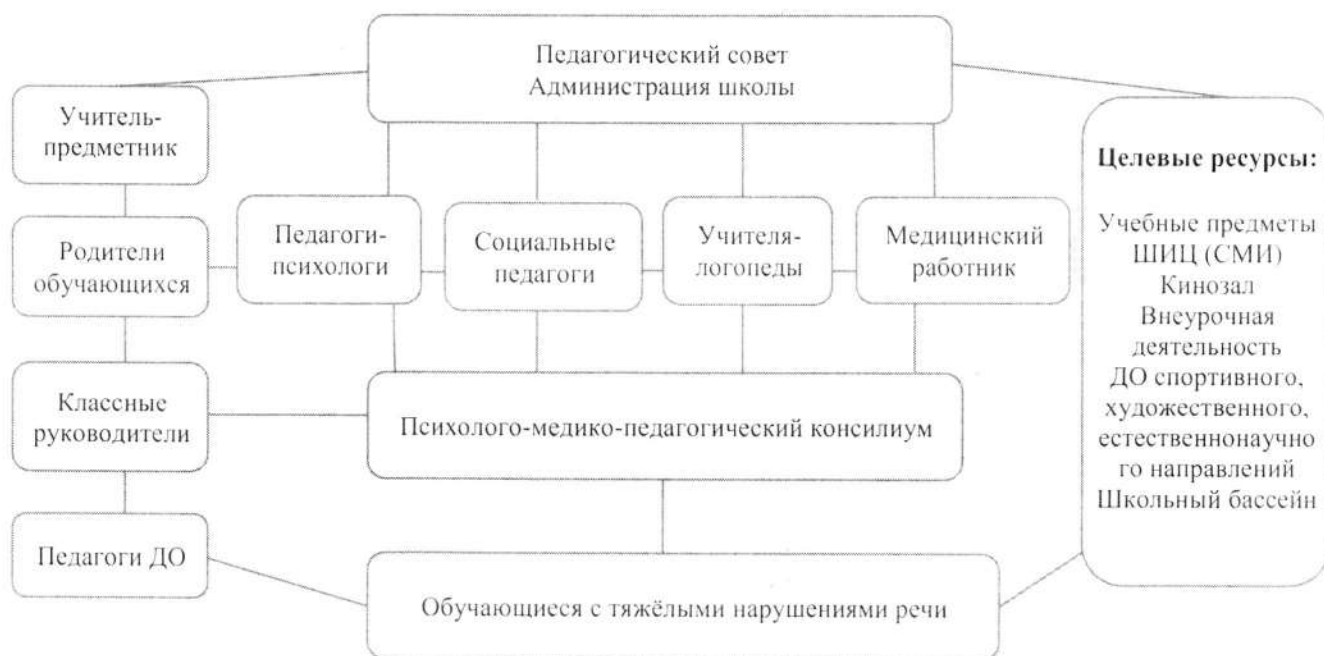 Педагогический совет
Администрация школы
Учитель-
предметник
Родители
обучающихся
Классные
руководители
Педагоги ДО
Педагоги-
психологи
Социальные
педагоги
Учителя-
логопеды
Медицинский
работник
Психолого-медико-педагогический консилиум
Обучающиеся с тяжёлыми нарушениями речи
Целевые ресурсы:
Учебные предметы
ШИЦ (СМИ)
Кинозал
Внеурочная
деятельность
ДО спортивного,
художественного,
естественнонаучно
го направлений
Школьный бассейн